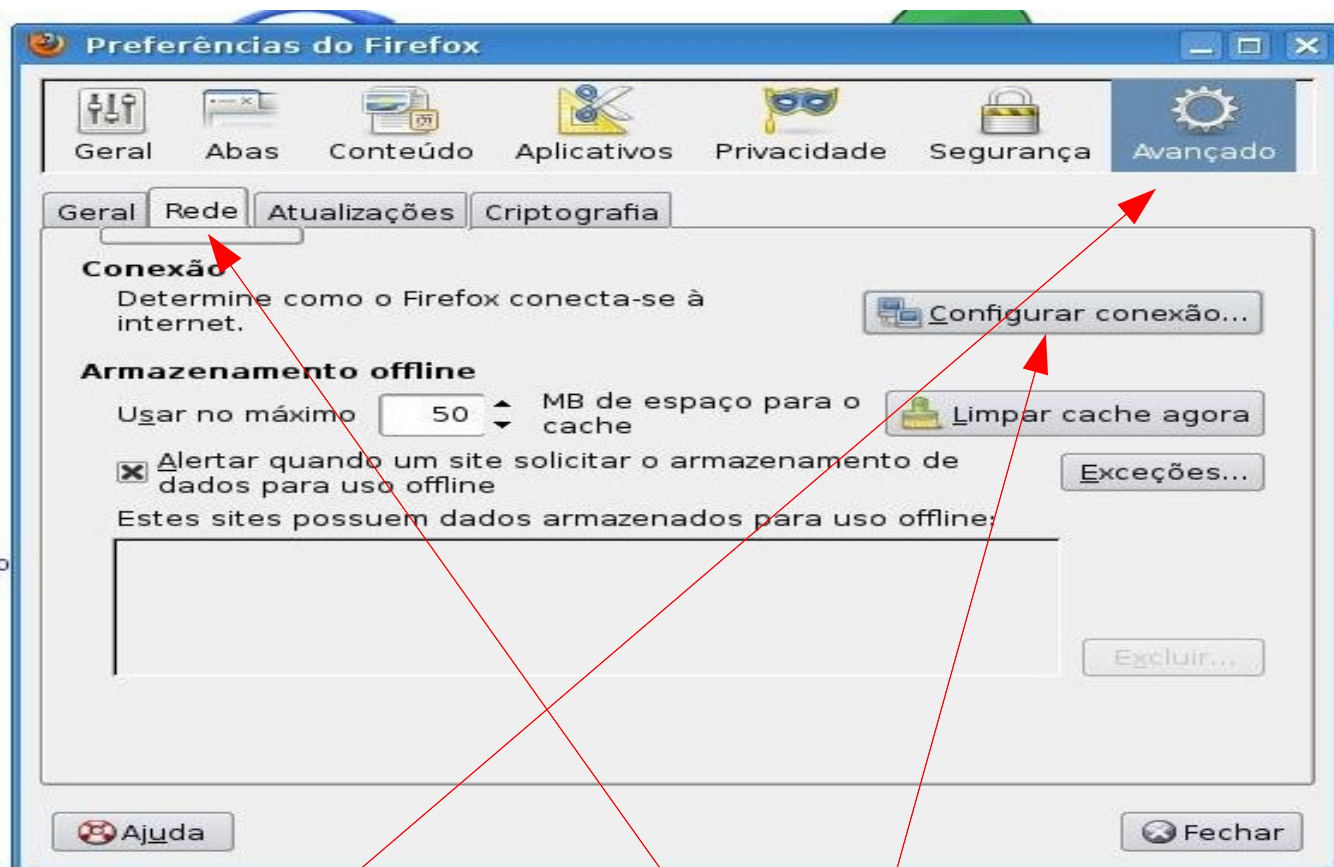 Preferências do Firefox
Geral Abas Conteúdo Aplicativos Privacidade Segurança Avançado
Geral Rede Atualizações Criptografia
Conexão
Determine como o Firefox conecta-se à
internet.
Configurar conexão...
Armazenamento offline
Usar no máximo 50 MB de espaço para o
cache
Limpar cache agora
Alertar quando um site solicitar o armazenamento de
dados para uso offline
Exceções...
Estes sites possuem dados armazenados para uso offline:
Excluir...
Ajuda Fechar